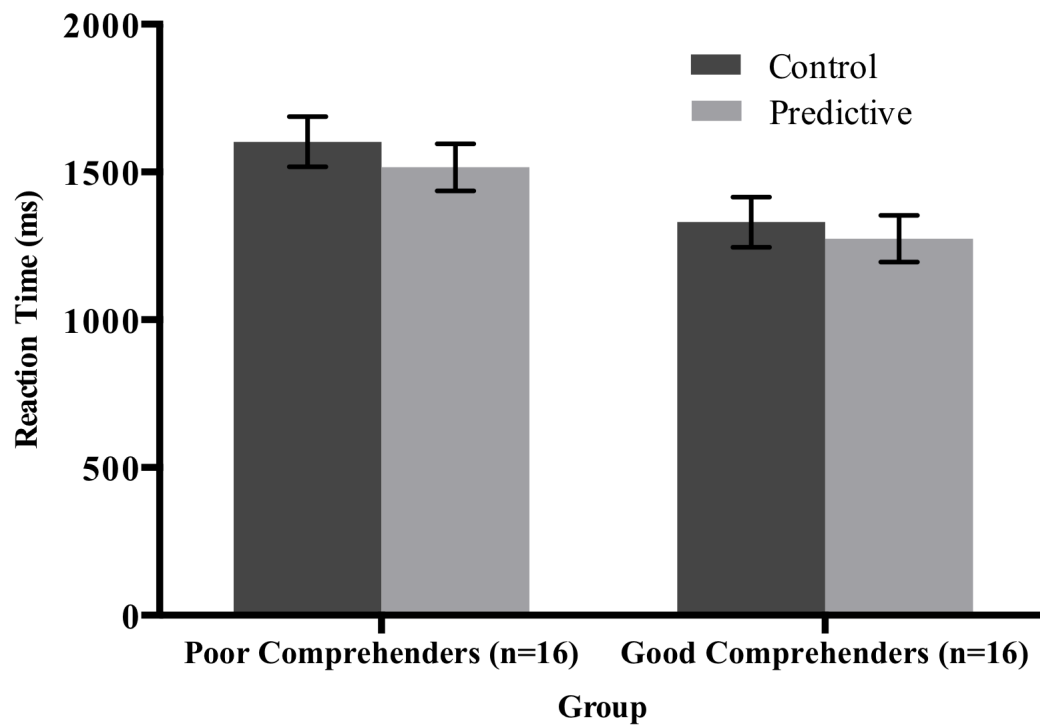 2000
1500
1000
500
0
Reaction Time (ms)
Control
Predictive
Poor Comprehenders (n=16)
Good Comprehenders (n=16)
Group